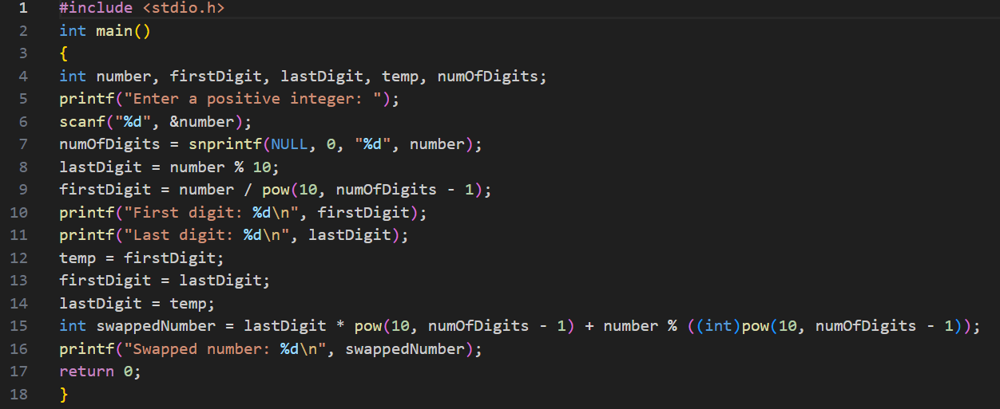 1 #include <stdio.h>
2 int main()
3 {
4 int number, firstDigit, lastDigit, temp, numOfDigits;
5 printf("Enter a positive integer: ");
6 scanf("%d", &number);
7 numOfDigits = snprintf(NULL, 0, "%d", number);
8 lastDigit = number % 10;
9 firstDigit = number / pow(10, numOfDigits - 1);
10 printf("First digit: %d\n", firstDigit);
11 printf("Last digit: %d\n", lastDigit);
12 temp = firstDigit;
13 firstDigit = lastDigit;
14 lastDigit = temp;
15 int swappedNumber = lastDigit * pow(10, numOfDigits - 1) + number % ((int)pow(10, numOfDigits - 1));
16 printf("Swapped number: %d\n", swappedNumber);
17 return 0;
18 }